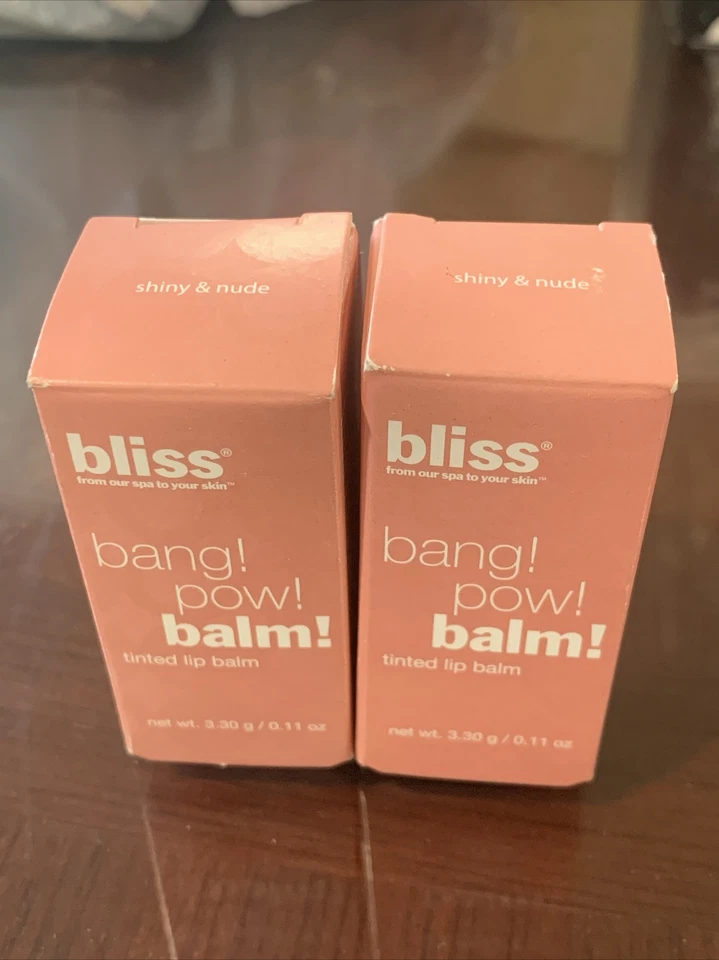 shiny & nude
bliss®
from our spa to your skin™
bang!
pow!
balm!
tinted lip balm
net wt. 3.30 g / 0.11 oz
shiny & nude
bliss®
from our spa to your skin™
bang!
pow!
balm!
tinted lip balm
net wt. 3.30 g / 0.11 oz